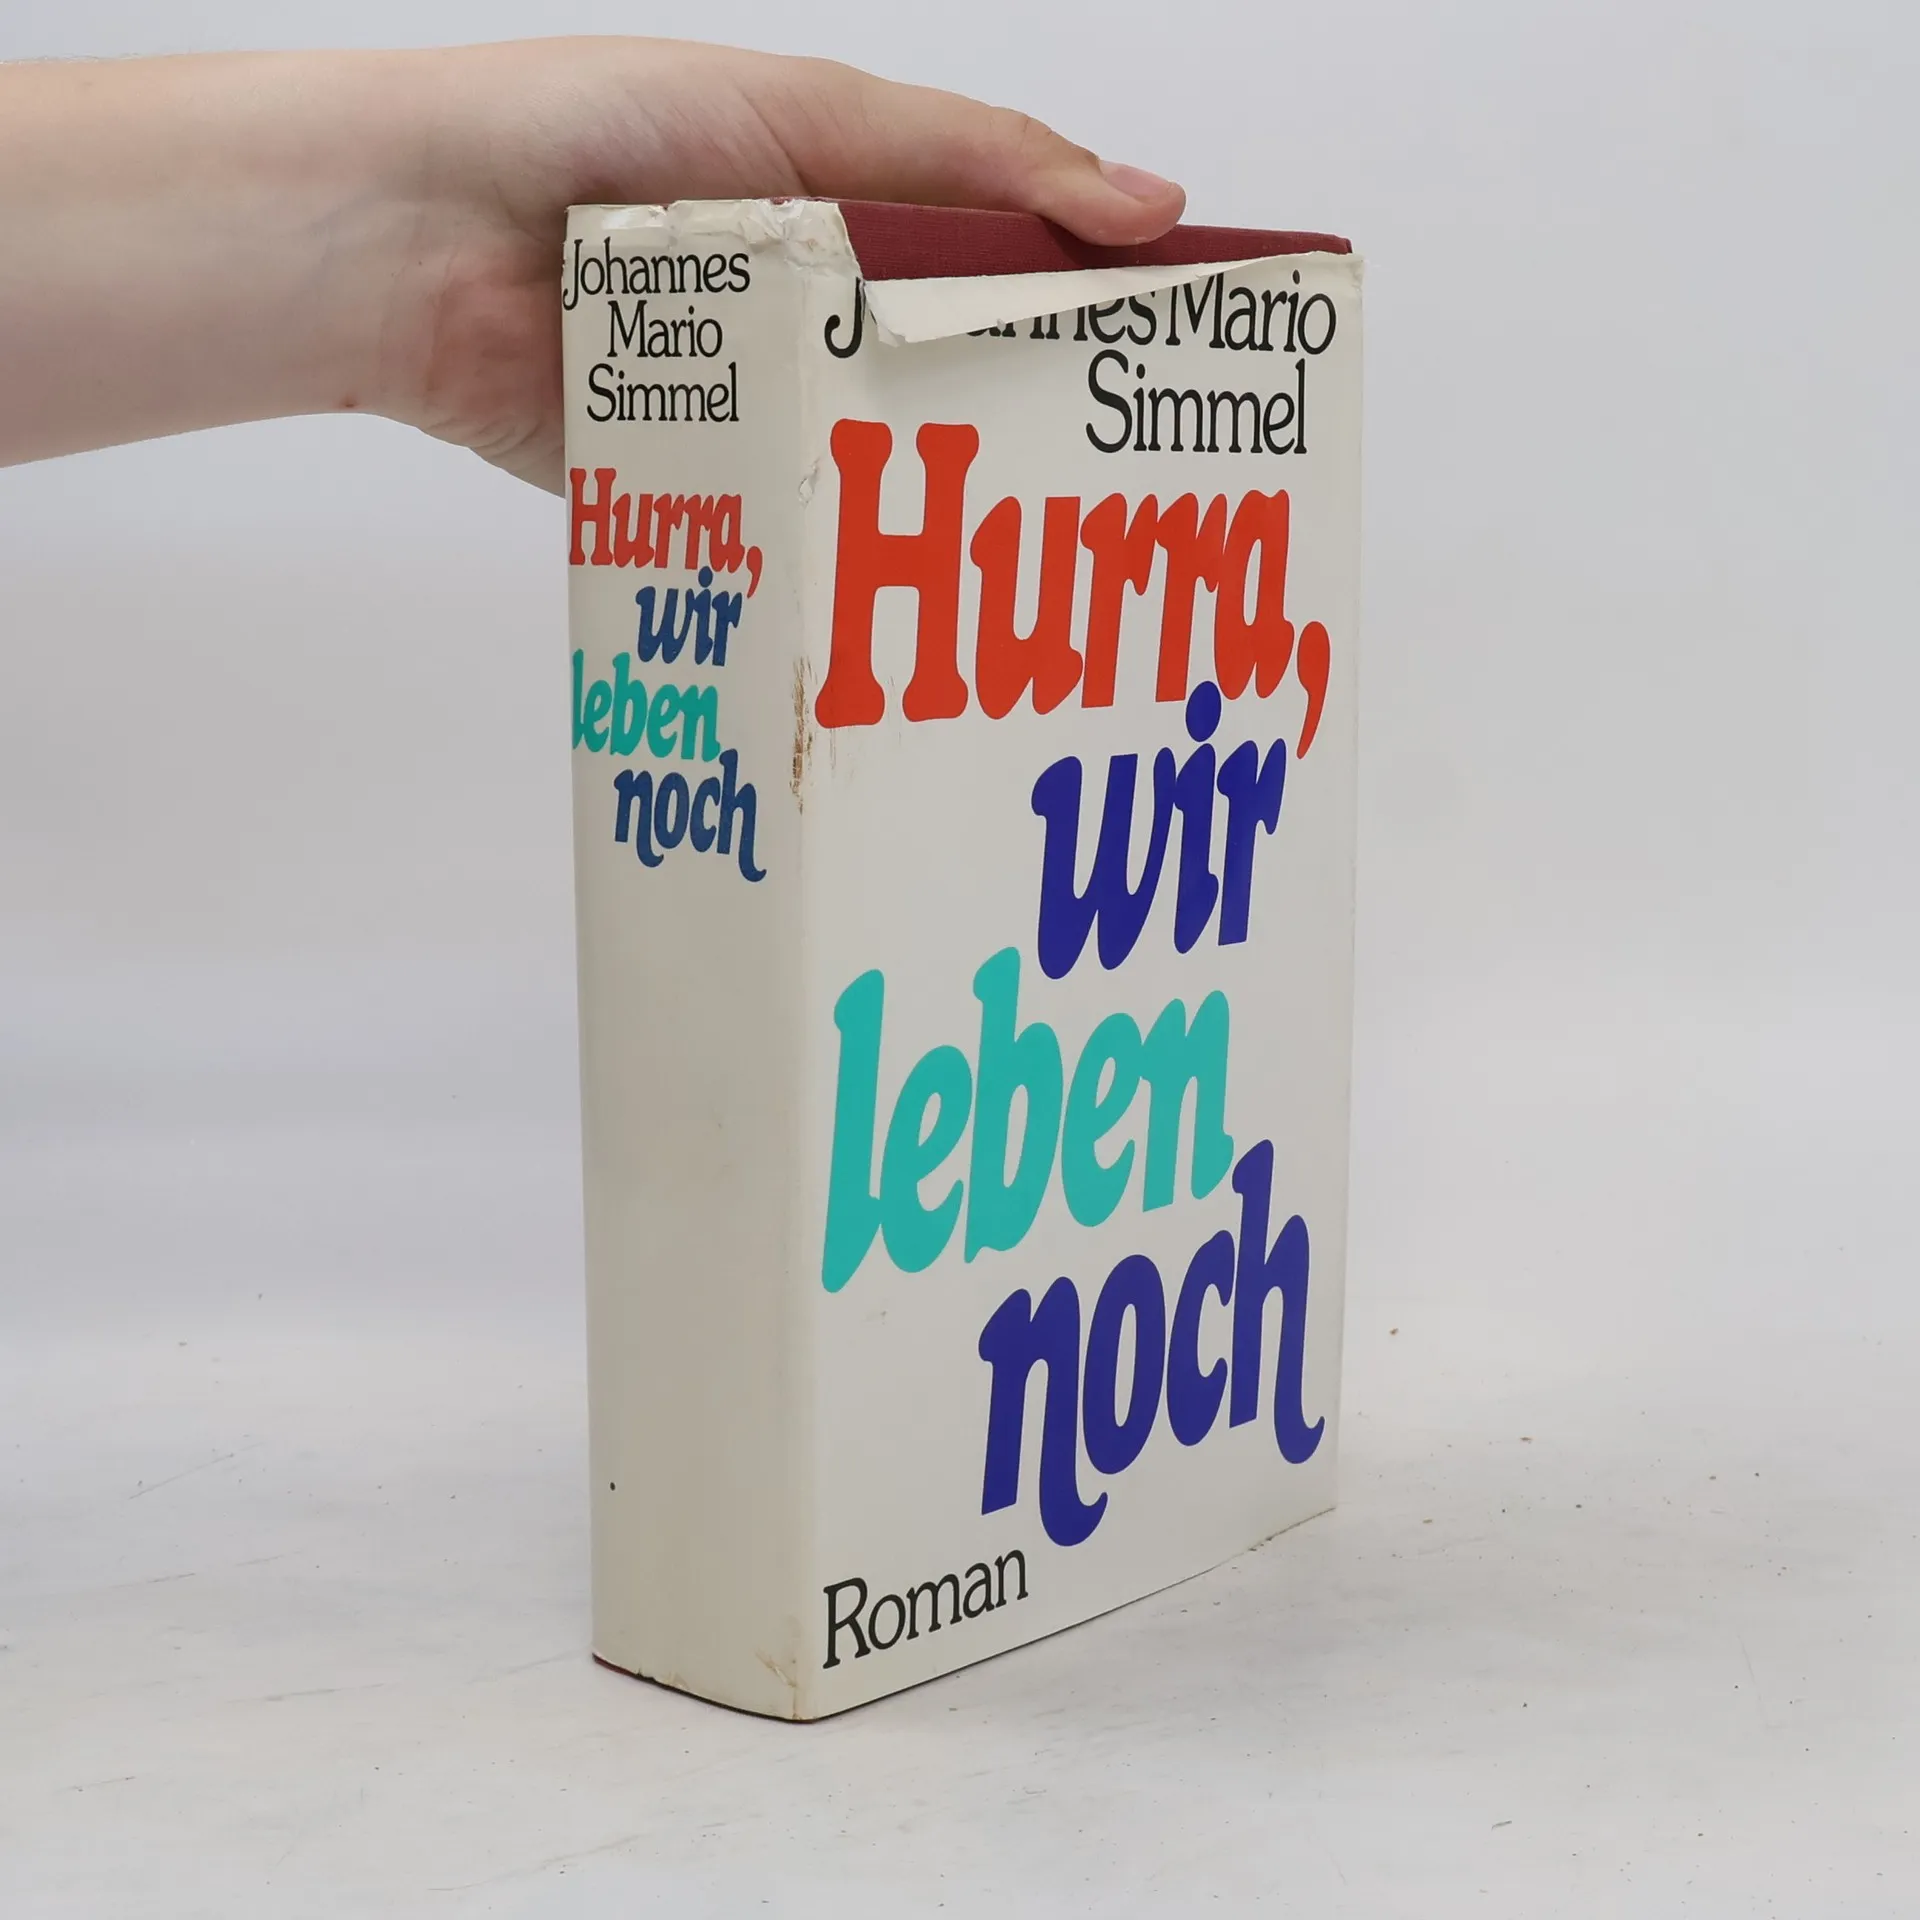 Johannes
Mario
Simmel
Hurra,
wir
leben
noch
Mario
Simmel
Hurra,
wir
leben
noch
Roman